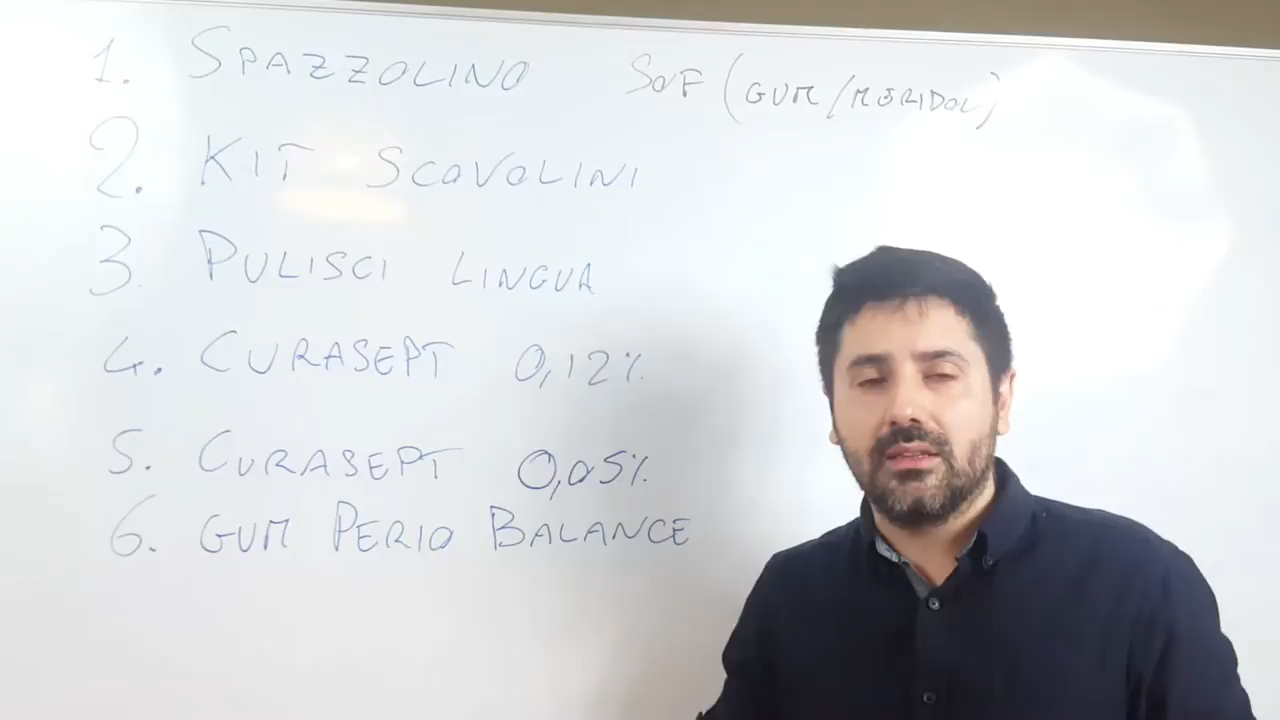 1. SPAZZOLINO SOF (GUM/MERIDOL)
2. KIT SCOVOLINI
3. PULISCI LINGUA
4. CURASEPT 0,12%
5. CURASEPT 0,05%
6. GUM PERIO BALANCE